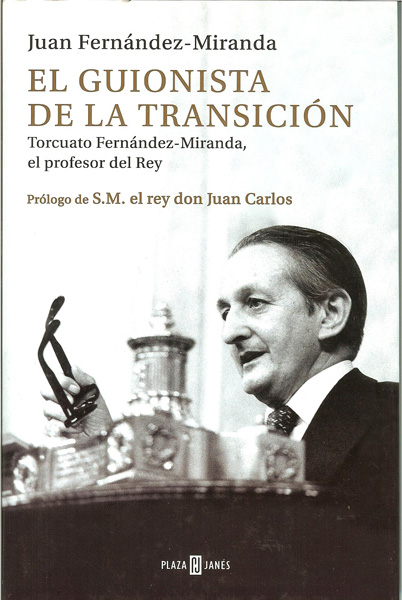 Juan Fernández-Miranda
EL GUIONISTA
DE LA TRANSICIÓN
Torcuato Fernández-Miranda,
el profesor del Rey
Prólogo de S.M. el rey don Juan Carlos
PLAZA PJ JANÉS